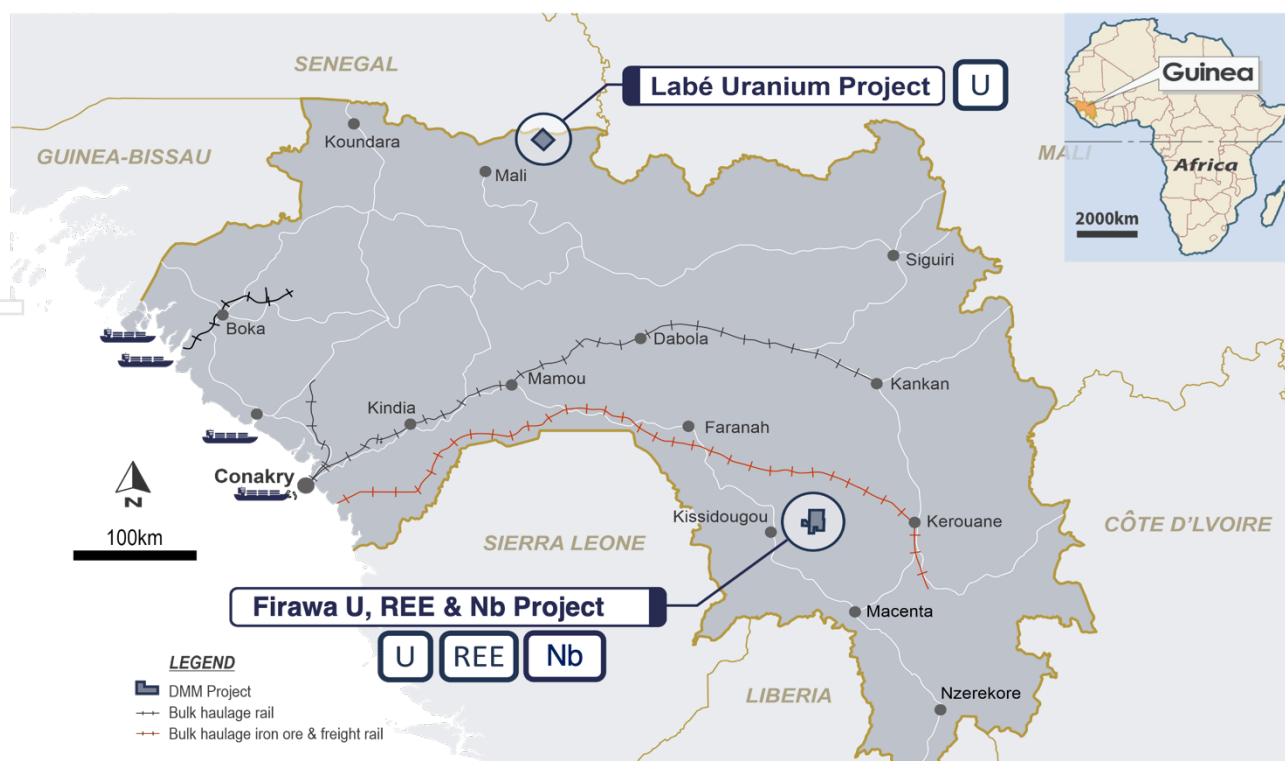 SENEGAL
Labé Uranium Project
U
Guinea
Africa
2000km
Koundara
GUINEA-BISSAU
Mali
MALI
Siguiri
Boka
Dabola
Mamou
Kankan
Kindia
Faranah
Conakry
N
100km
Kissidougou
Kerouane
SIERRA LEONE
CÔTE D'LVOIRE
Firawa U, REE & Nb Project
U
REE
Nb
Macenta
LIBERIA
Nzerekore
LEGEND
DMM Project
Bulk haulage rail
Bulk haulage iron ore & freight rail